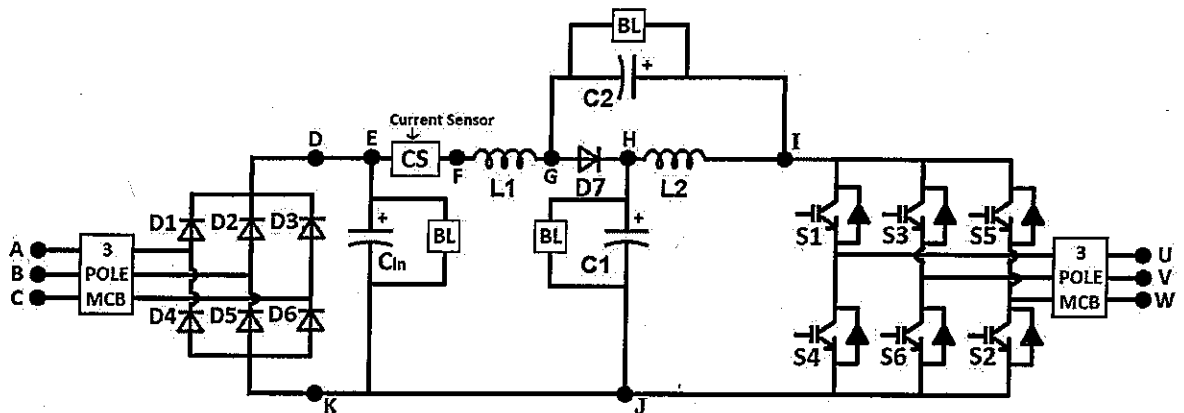 BL
+
C2
Current Sensor
D
E
CS
F
L1
G
D7
H
L2
I
D1
D2
D3
+
BL
CIn
BL
+
C1
S1
S3
S5
A
B
C
3
POLE
MCB
D4
D5
D6
3
POLE
MCB
U
V
W
S4
S6
S2
K
J